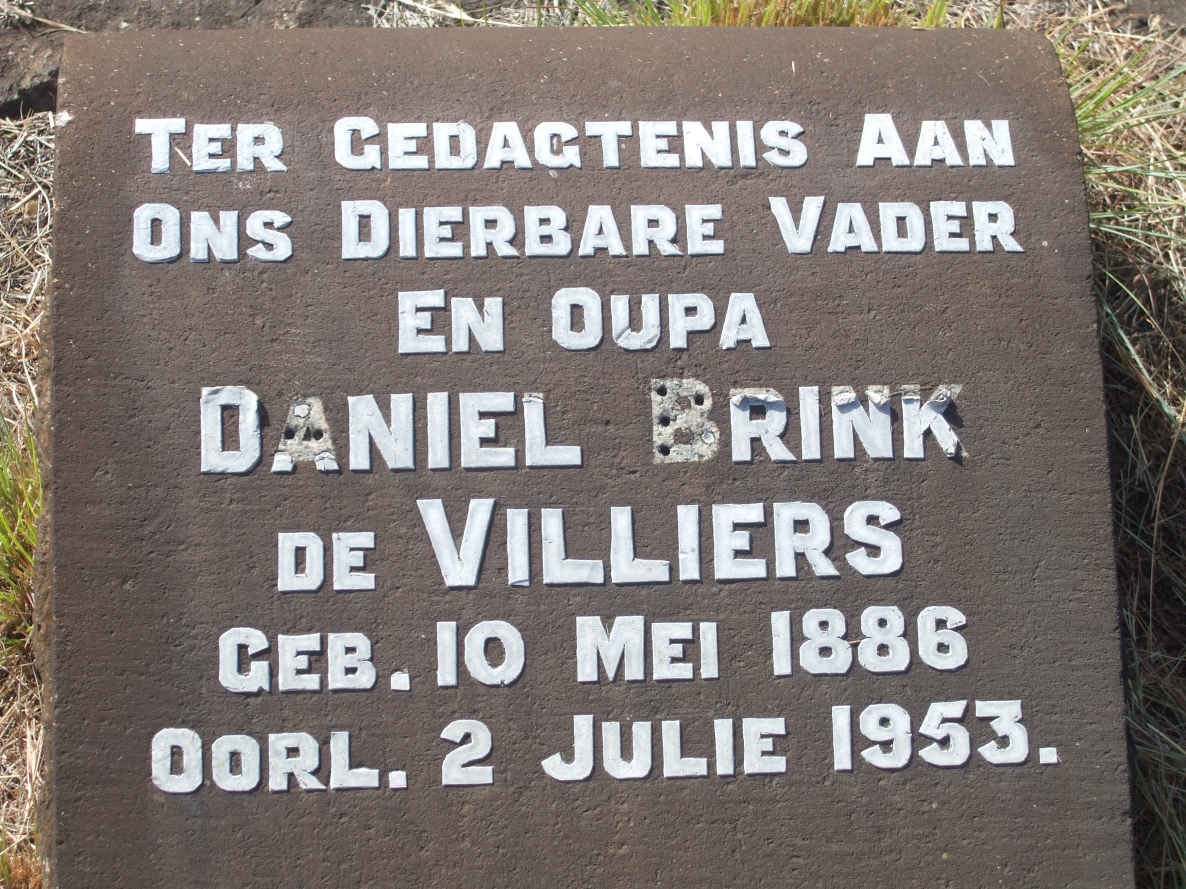 TER GEDAGTENIS AAN
ONS DIERBARE VADER
EN OUPA
DANIEL BRINK
DE VILLIERS
GEB. 10 MEI 1886
OORL. 2 JULIE 1953.